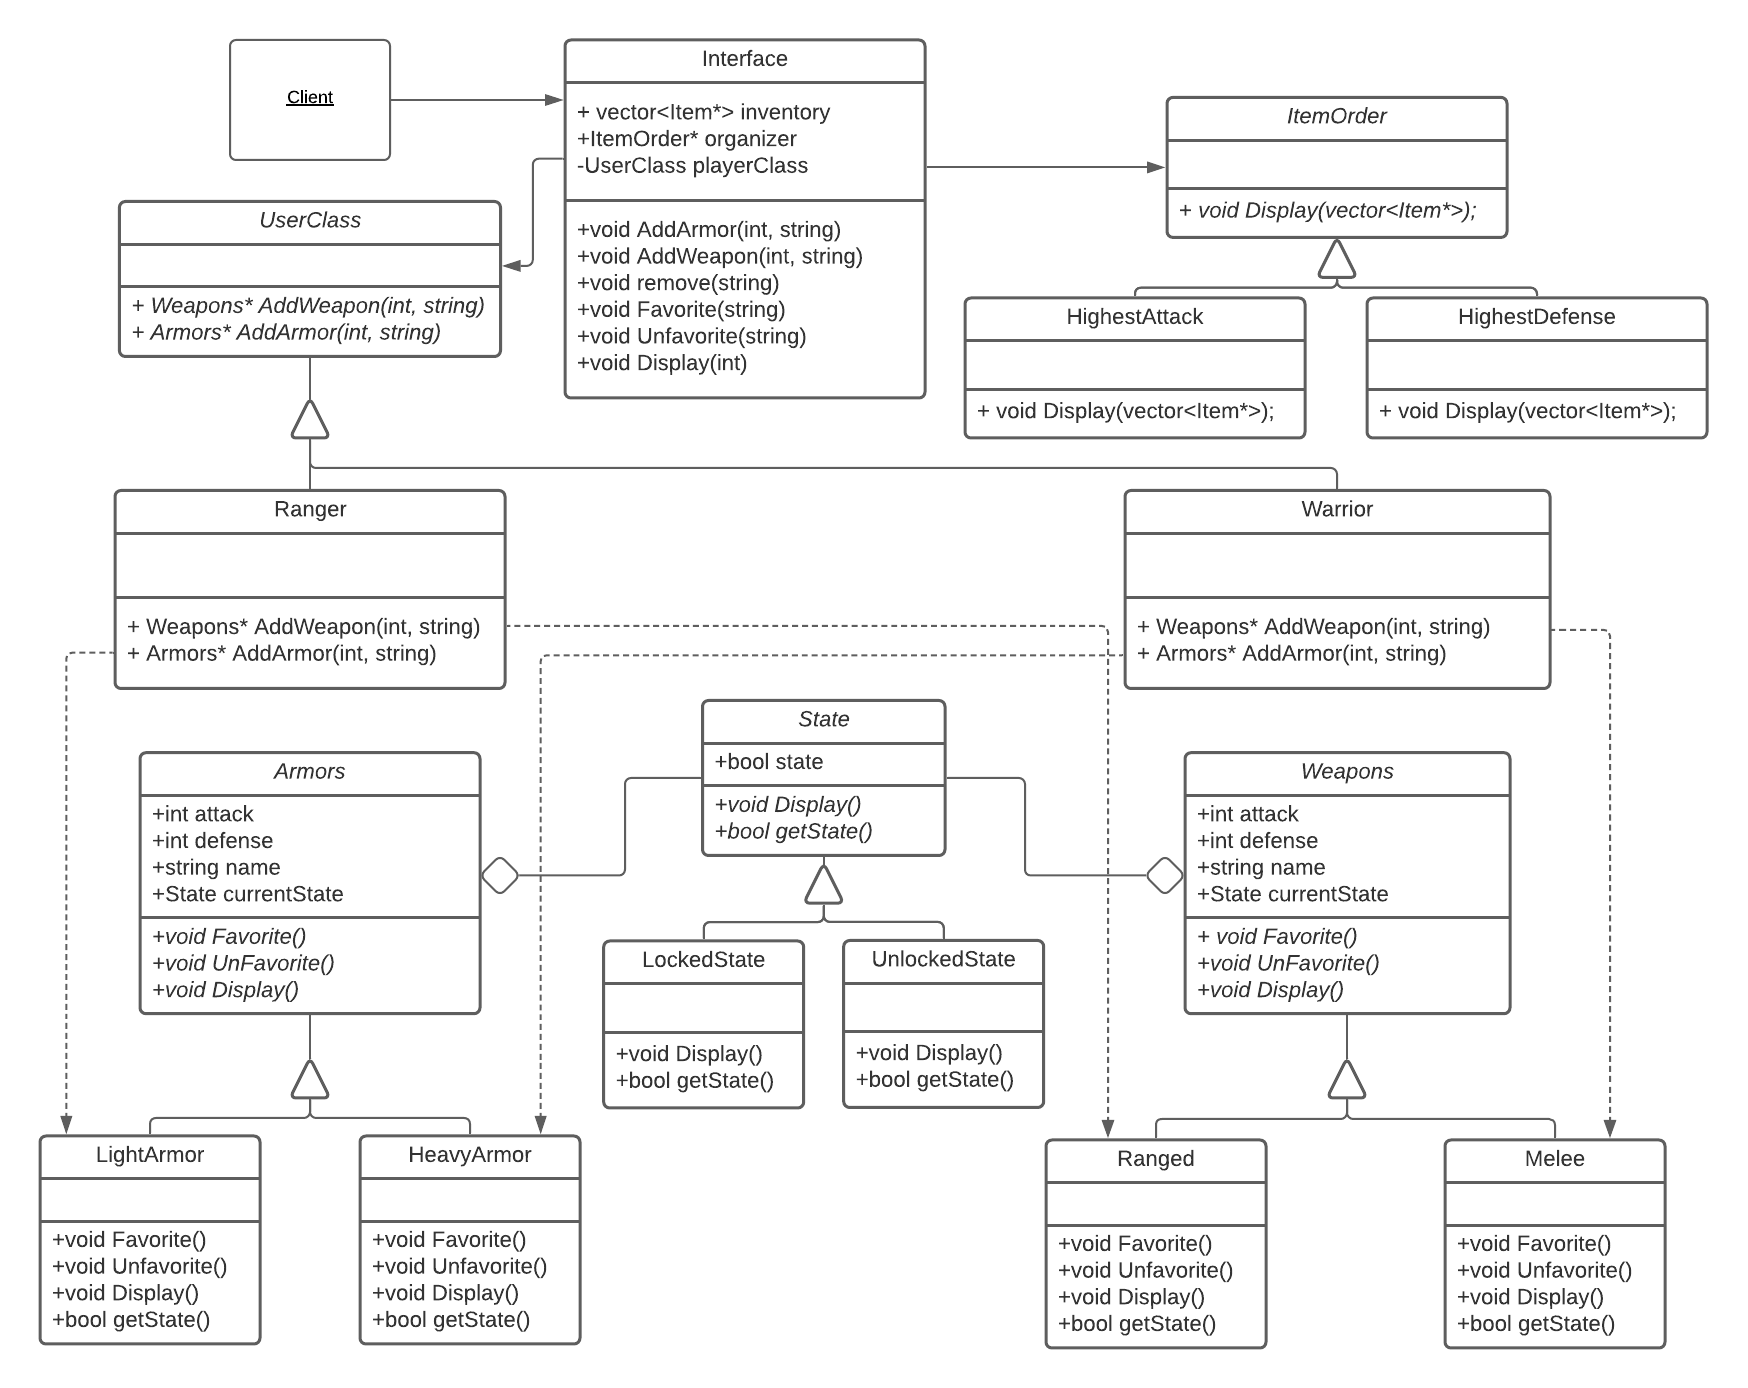 Client
Interface
+ vector<Item*> inventory
+ItemOrder* organizer
-UserClass playerClass
+void AddArmor(int, string)
+void AddWeapon(int, string)
+void remove(string)
+void Favorite(string)
+void Unfavorite(string)
+void Display(int)
ItemOrder
+ void Display(vector<Item*>);
UserClass
+ Weapons* AddWeapon(int, string)
+ Armors* AddArmor(int, string)
HighestAttack
+ void Display(vector<Item*>);
HighestDefense
+ void Display(vector<Item*>);
Ranger
+ Weapons* AddWeapon(int, string)
+ Armors* AddArmor(int, string)
Warrior
+ Weapons* AddWeapon(int, string)
+ Armors* AddArmor(int, string)
State
+bool state
+void Display()
+bool getState()
Armors
+int attack
+int defense
+string name
+State currentState
+void Favorite()
+void UnFavorite()
+void Display()
Weapons
+int attack
+int defense
+string name
+State currentState
+ void Favorite()
+void UnFavorite()
+void Display()
LockedState
+void Display()
+bool getState()
UnlockedState
+void Display()
+bool getState()
LightArmor
+void Favorite()
+void Unfavorite()
+void Display()
+bool getState()
HeavyArmor
+void Favorite()
+void Unfavorite()
+void Display()
+bool getState()
Ranged
+void Favorite()
+void Unfavorite()
+void Display()
+bool getState()
Melee
+void Favorite()
+void Unfavorite()
+void Display()
+bool getState()